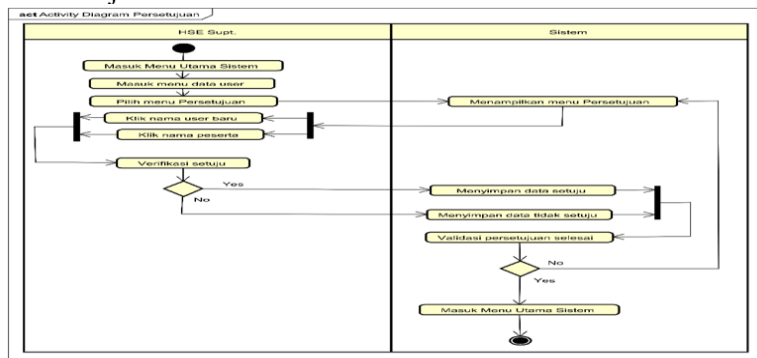 act Activity Diagram Persetujuan
HSE Supt.
Sistem
Masuk Menu Utama Sistem
Masuk menu data user
Pilih menu Persetujuan
Menampilkan menu Persetujuan
Klik nama user baru
Klik nama peserta
Verifikasi setuju
Yes
No
Menyimpan data setuju
Menyimpan data tidak setuju
Validasi persetujuan selesai
No
Yes
Masuk Menu Utama Sistem